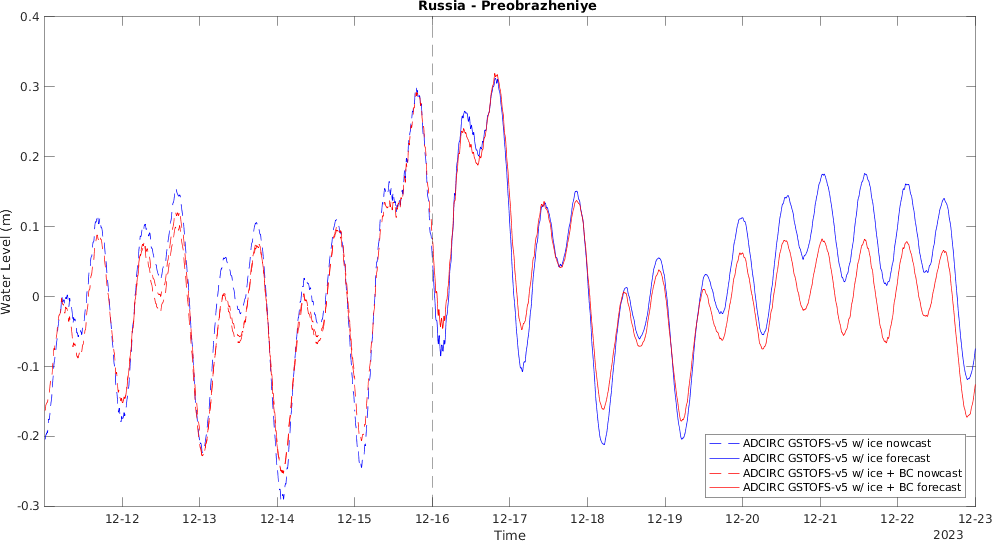 Russia - Preobrazheniye
Water Level (m)
0.4
0.3
0.2
0.1
0
-0.1
-0.2
-0.3
ADCIRC GSTOFS-v5 w/ ice nowcast
ADCIRC GSTOFS-v5 w/ ice forecast
ADCIRC GSTOFS-v5 w/ ice + BC nowcast
ADCIRC GSTOFS-v5 w/ ice + BC forecast
12-12 12-13 12-14 12-15 12-16 12-17 12-18 12-19 12-20 12-21 12-22 12-23
Time
2023